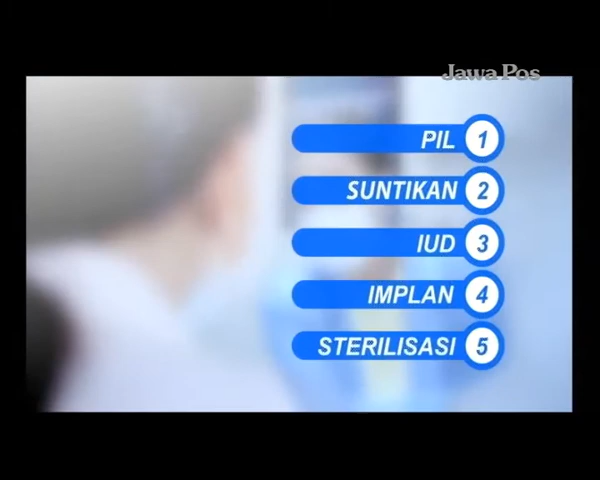 Jawa Pos
PIL 1
SUNTIKAN 2
IUD 3
IMPLAN 4
STERILISASI 5